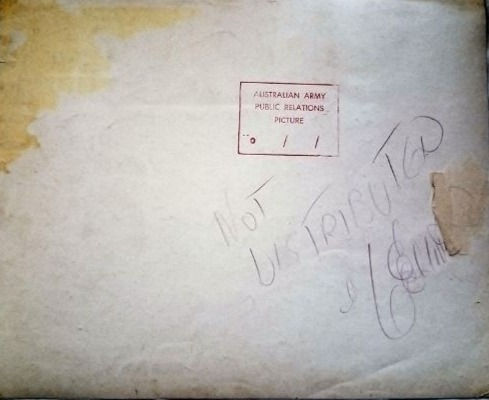 AUSTRALIAN ARMY
PUBLIC RELATIONS
PICTURE
/ /
NOT
DISTRIBUTED